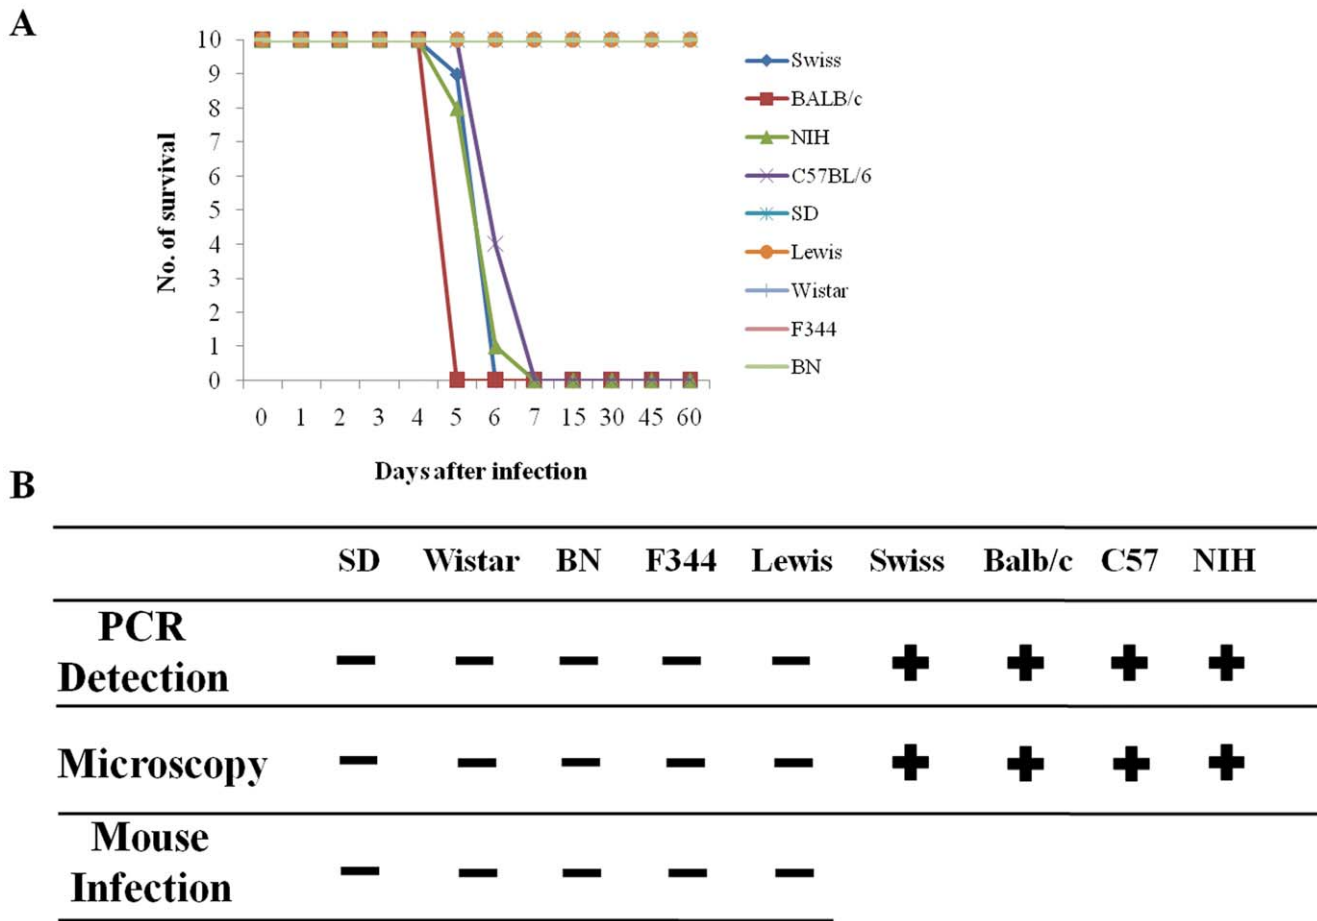 A
10
9
8
7
6
5
4
3
2
1
0
No. of survival
0 1 2 3 4 5 6 7 15 30 45 60
Days after infection
Swiss
BALB/c
NIH
C57BL/6
SD
Lewis
Wistar
F344
BN
B
SD Wistar BN F344 Lewis Swiss Balb/c C57 NIH
PCR
Detection
− − − − − + + + +
Microscopy − − − − − + + + +
Mouse
Infection
− − − − −